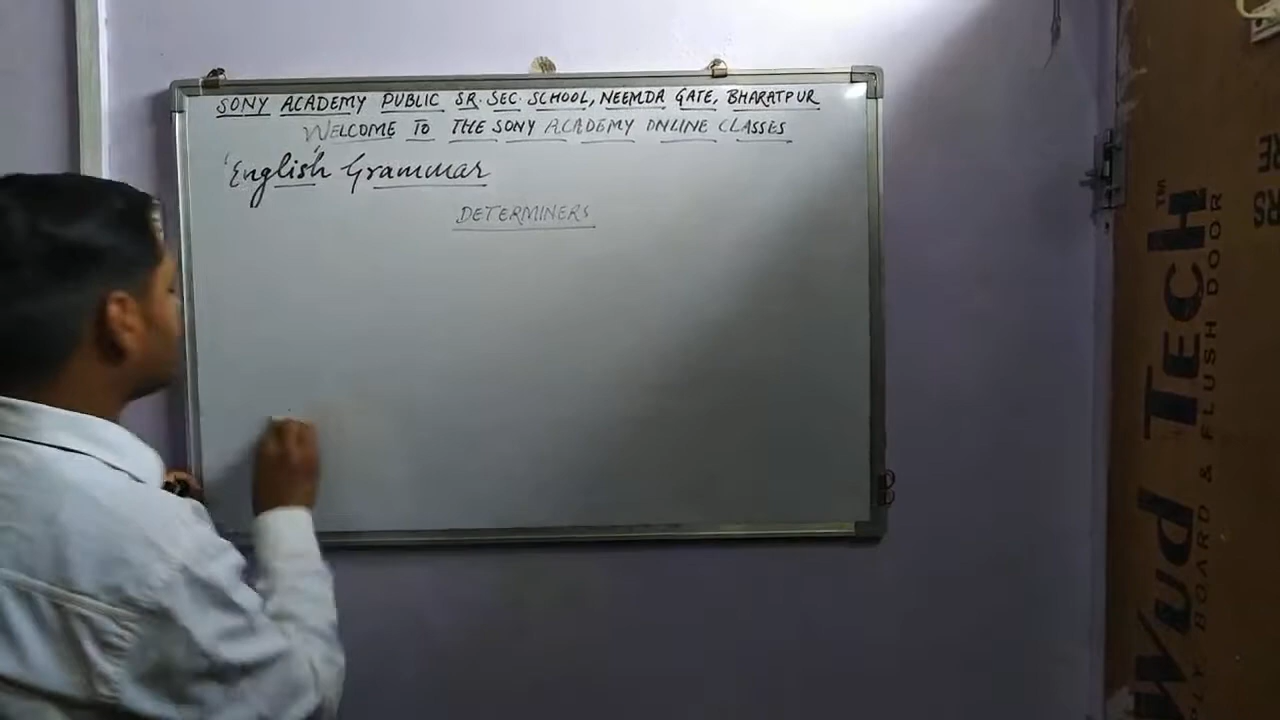 SONY ACADEMY PUBLIC SR. SEC. SCHOOL, NEEMDA GATE, BHARATPUR
WELCOME TO THE SONY ACADEMY ONLINE CLASSES
'English' Grammar
DETERMINERS
Wud Tech™
BOARD & FLUSH DOOR